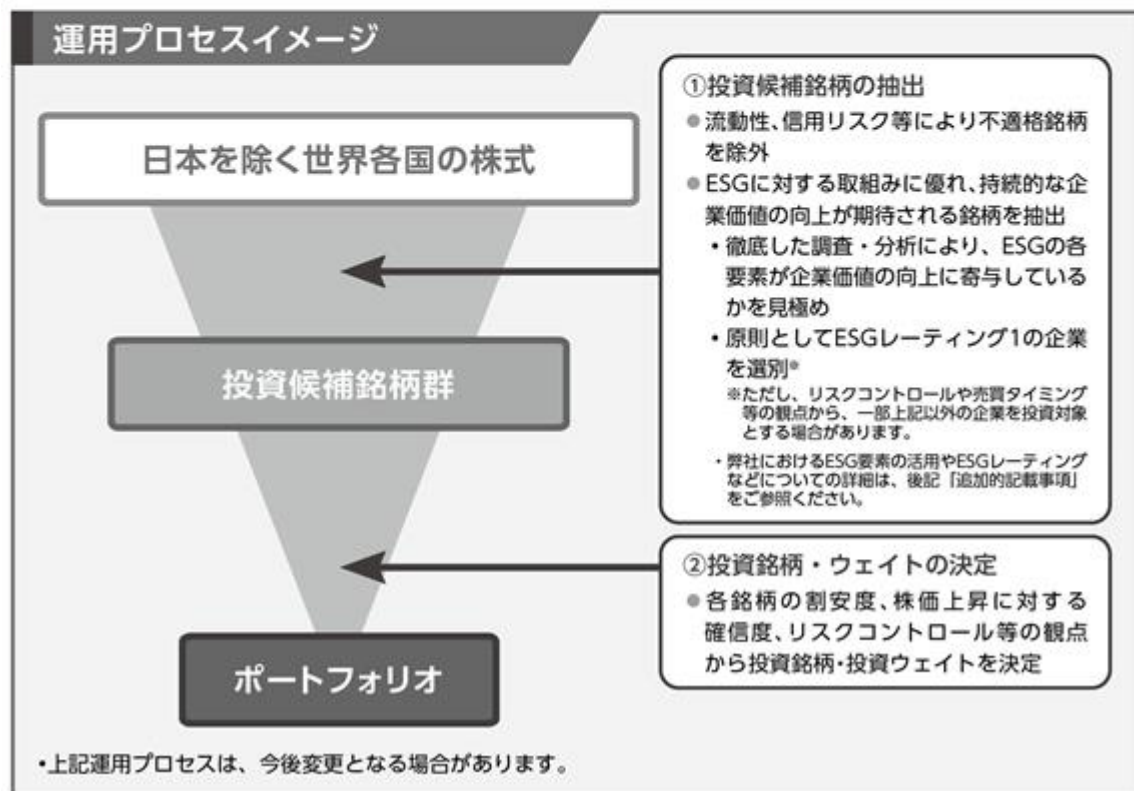 運用プロセスイメージ
日本を除く世界各国の株式
投資候補銘柄群
ポートフォリオ
①投資候補銘柄の抽出
●流動性、信用リスク等により不適格銘柄
を除外
●ESGに対する取組みに優れ、持続的な企
業価値の向上が期待される銘柄を抽出
・徹底した調査・分析により、ESGの各
要素が企業価値の向上に寄与している
かを見極め
・原則としてESGレーティング1の企業
を選別※
※ただし、リスクコントロールや売買タイミング
等の観点から、一部上記以外の企業を投資対象
とする場合があります。
・弊社におけるESG要素の活用やESGレーティング
などについての詳細は、後記「追加的記載事項」
をご参照ください。
②投資銘柄・ウェイトの決定
●各銘柄の割安度、株価上昇に対する
確信度、リスクコントロール等の観点
から投資銘柄・投資ウェイトを決定
・上記運用プロセスは、今後変更となる場合があります。